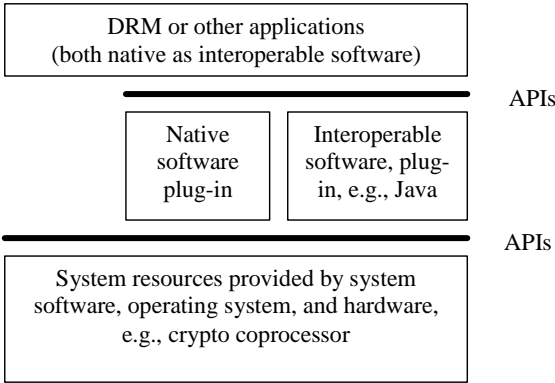 DRM or other applications
(both native as interoperable software)
APIs
Native
software
plug-in
Interoperable
software, plug-
in, e.g., Java
APIs
System resources provided by system
software, operating system, and hardware,
e.g., crypto coprocessor